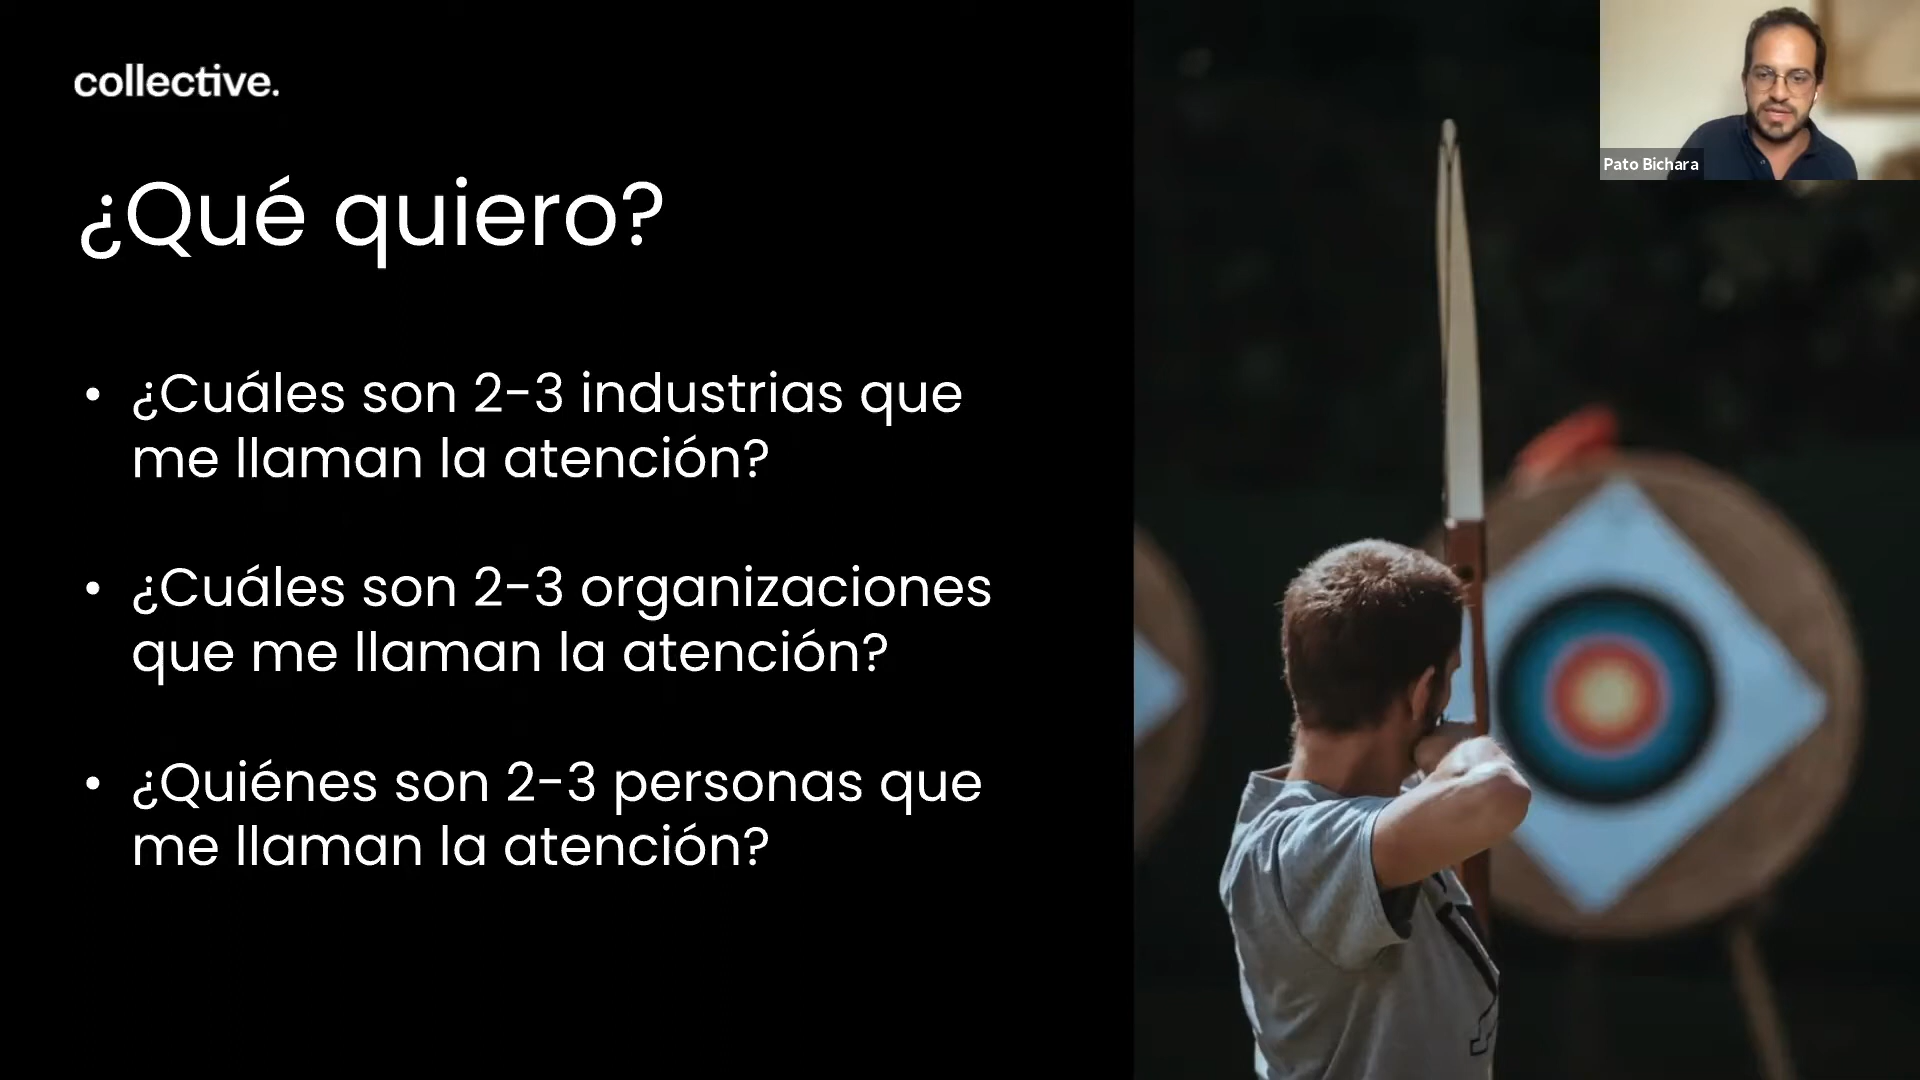 collective.
¿Qué quiero?
• ¿Cuáles son 2-3 industrias que
me llaman la atención?
• ¿Cuáles son 2-3 organizaciones
que me llaman la atención?
• ¿Quiénes son 2-3 personas que
me llaman la atención?
Pato Bichara